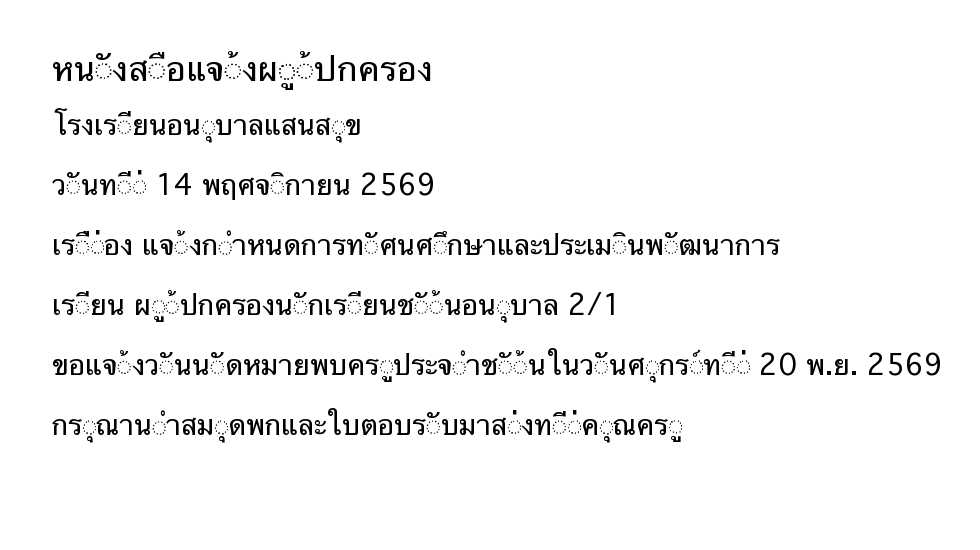 หนังสือแจ้งผู้ปกครอง
โรงเรียนอนุบาลแสนสุข
วันที่ 14 พฤศจิกายน 2569
เรื่อง แจ้งกำหนดการทัศนศึกษาและประเมินพัฒนาการ
เรียน ผู้ปกครองนักเรียนชั้นอนุบาล 2/1
ขอแจ้งวันนัดหมายพบครูประจำชั้นในวันศุกร์ที่ 20 พ.ย. 2569
กรุณานำสมุดพกและใบตอบรับมาส่งที่คุณครู